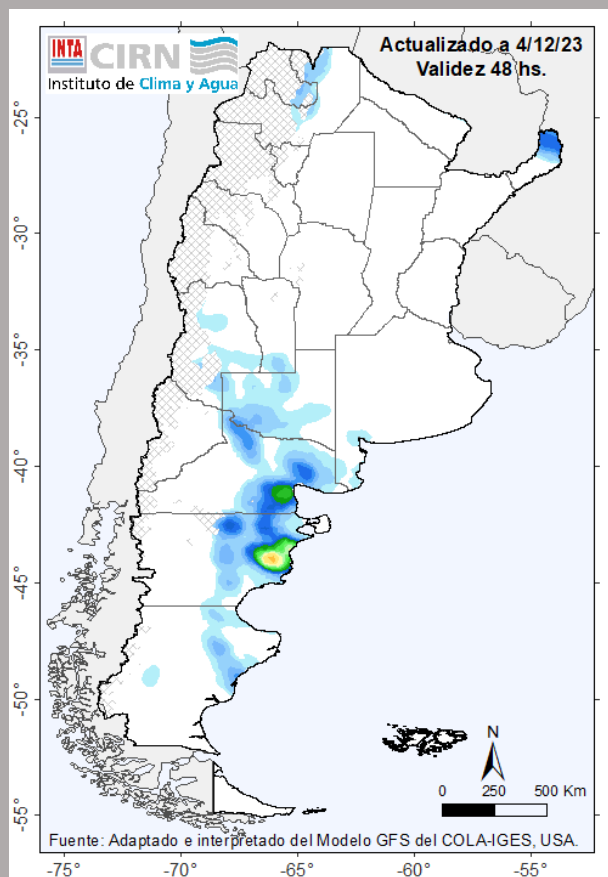 INTA CIRN
Instituto de Clima y Agua
Actualizado a 4/12/23
Validez 48 hs.
-25°
-30°
-35°
-40°
-45°
-50°
-55°
N
0 250 500 Km
Fuente: Adaptado e interpretado del Modelo GFS del COLA-IGES, USA.
-75° -70° -65° -60° -55°